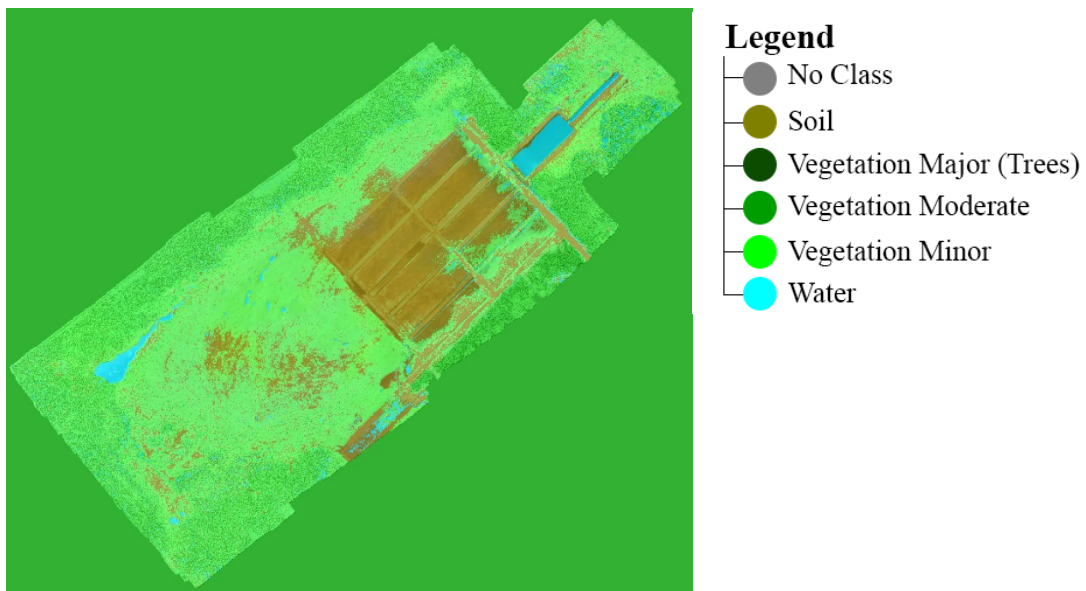 Legend
No Class
Soil
Vegetation Major (Trees)
Vegetation Moderate
Vegetation Minor
Water